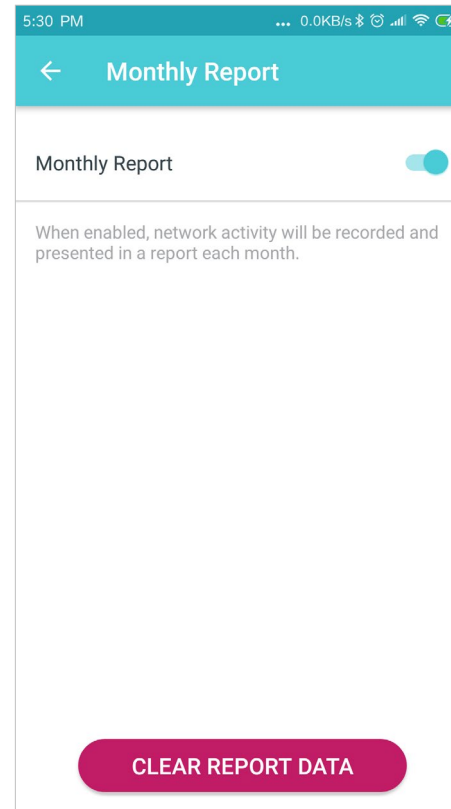 5:30 PM ... 0.0KB/s
Monthly Report
Monthly Report
When enabled, network activity will be recorded and
presented in a report each month.
CLEAR REPORT DATA